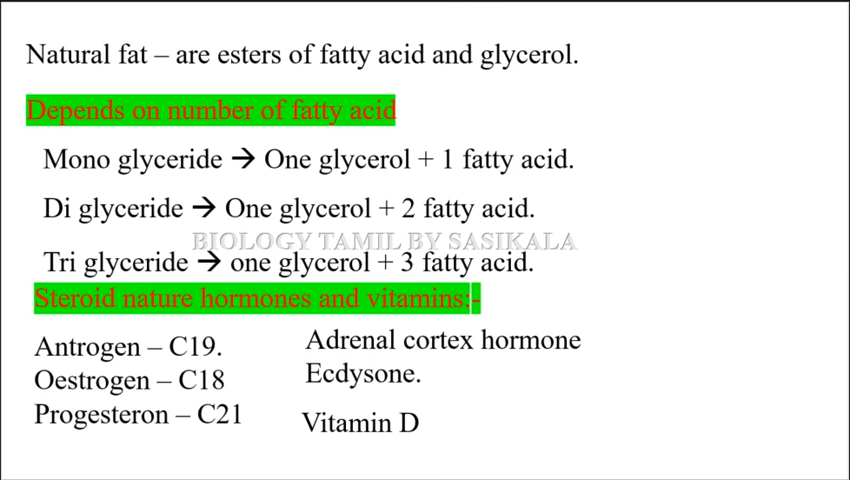 Natural fat – are esters of fatty acid and glycerol.
Depends on number of fatty acid
Mono glyceride → One glycerol + 1 fatty acid.
Di glyceride → One glycerol + 2 fatty acid.
BIOLOGY TAMIL BY SASIKALA
Tri glyceride → one glycerol + 3 fatty acid.
Steroid nature hormones and vitamins:-
Antrogen – C19.
Oestrogen – C18
Progesteron – C21
Adrenal cortex hormone
Ecdysone.
Vitamin D